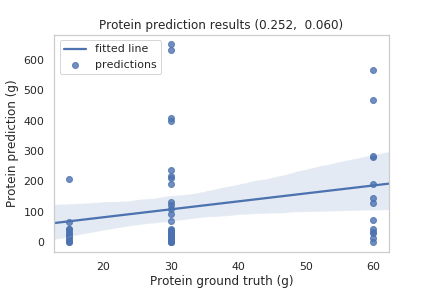 Protein prediction results (0.252,  0.060)
fitted line
predictions
Protein prediction (g)
600
500
400
300
200
100
0
20
30
40
50
60
Protein ground truth (g)